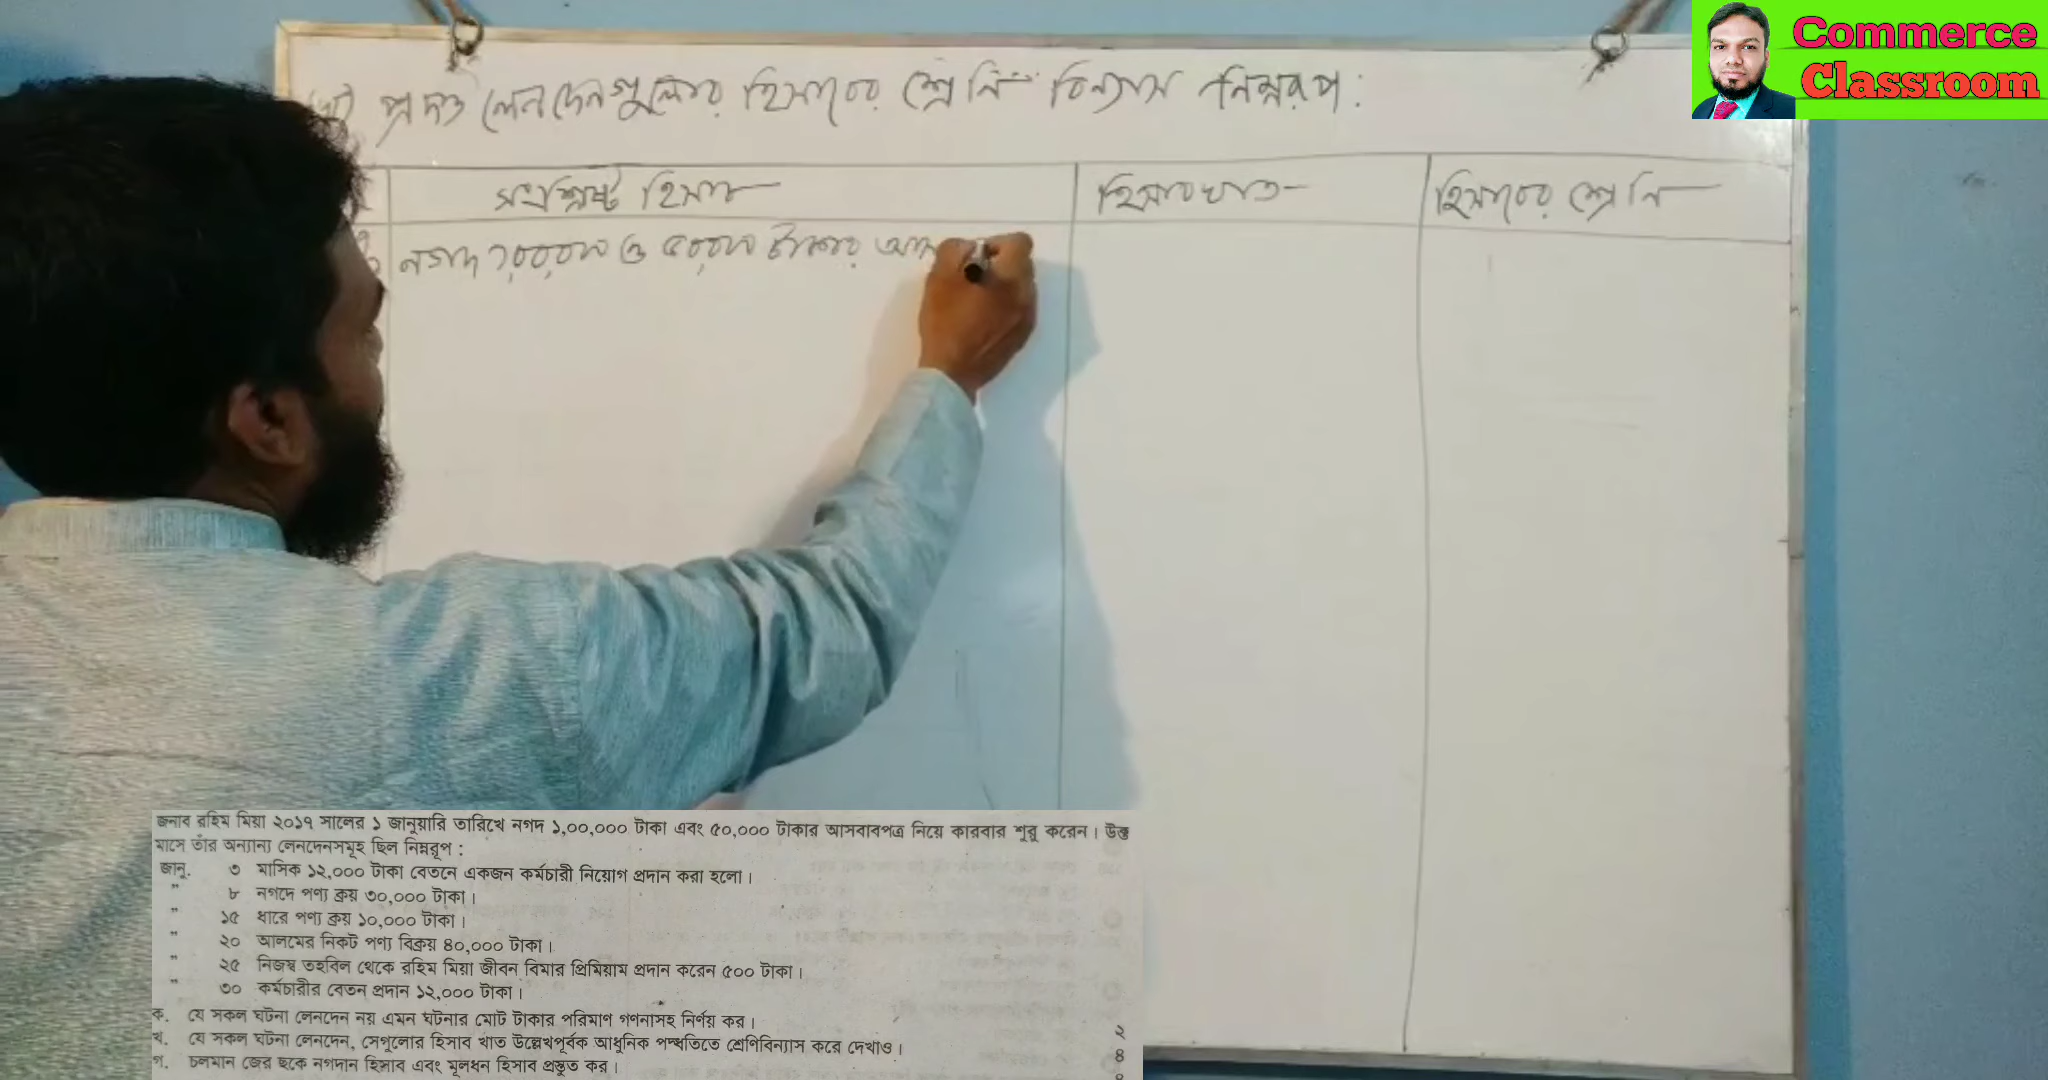 Commerce
Classroom
প্রদত্ত লেনদেনগুলোর হিসাবের শ্রেনি বিন্যাস নিম্নরূপ:
সংশ্লিষ্ট হিসাব
হিসাবখাত
হিসাবের শ্রেনি
নগদ ১,০০,০০০ ও ৫০,০০০ টাকার আস
জনাব রহিম মিয়া ২০১৭ সালের ১ জানুয়ারি তারিখে নগদ ১,০০,০০০ টাকা এবং ৫০,০০০ টাকার আসবাবপত্র নিয়ে কারবার শুরু করেন। উক্ত
মাসে তাঁর অন্যান্য লেনদেনসমূহ ছিল নিম্নরূপ :
জানু. ৩ মাসিক ১২,০০০ টাকা বেতনে একজন কর্মচারী নিয়োগ প্রদান করা হলো।
" ৮ নগদে পণ্য ক্রয় ৩০,০০০ টাকা।
" ১৫ ধারে পণ্য ক্রয় ১০,০০০ টাকা।
" ২০ আলমের নিকট পণ্য বিক্রয় ৪০,০০০ টাকা।
" ২৫ নিজস্ব তহবিল থেকে রহিম মিয়া জীবন বিমার প্রিমিয়াম প্রদান করেন ৫০০ টাকা।
" ৩০ কর্মচারীর বেতন প্রদান ১২,০০০ টাকা।
ক. যে সকল ঘটনা লেনদেন নয় এমন ঘটনার মোট টাকার পরিমাণ গণনাসহ নির্ণয় কর। ২
খ. যে সকল ঘটনা লেনদেন, সেগুলোর হিসাব খাত উল্লেখপূর্বক আধুনিক পদ্ধতিতে শ্রেণিবিন্যাস করে দেখাও। ৪
গ. চলমান জের ছকে নগদান হিসাব এবং মূলধন হিসাব প্রস্তুত কর।